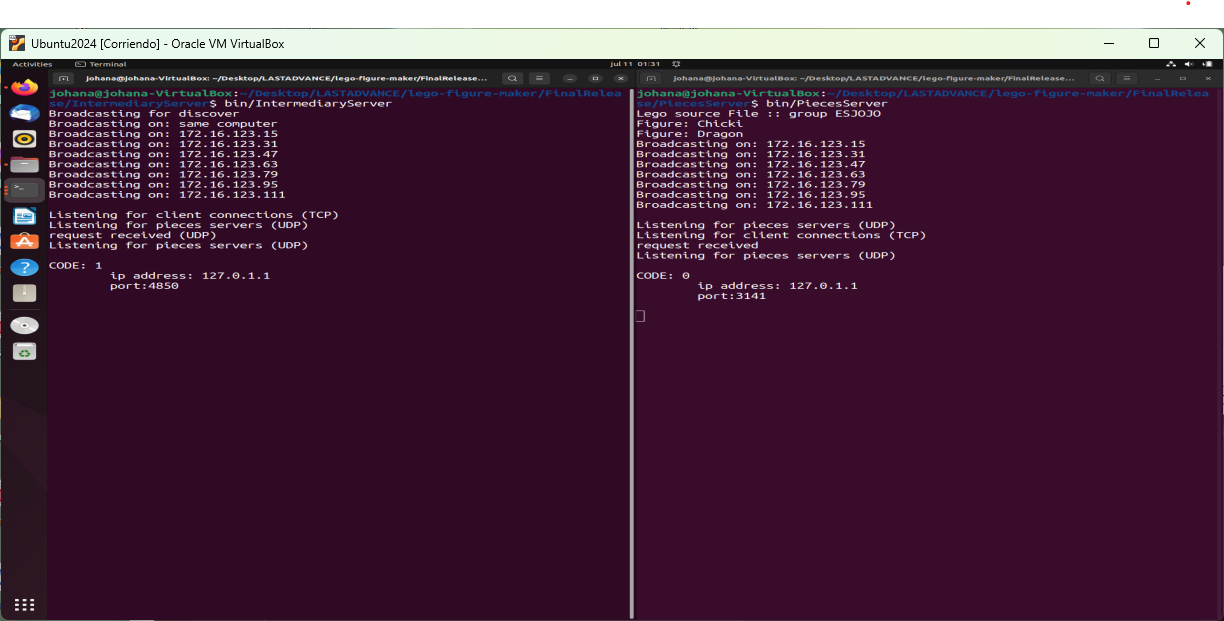 Ubuntu2024 [Corriendo] - Oracle VM VirtualBox
Activities
Terminal
Jul 11 01:31
johana@johana-VirtualBox: ~/Desktop/LASTADVANCE/lego-figure-maker/FinalRelease...
johana@johana-VirtualBox:~/Desktop/LASTADVANCE/lego-figure-maker/FinalRelea
se/IntermediaryServer$ bin/IntermediaryServer
Broadcasting for discover
Broadcasting on: same computer
Broadcasting on: 172.16.123.15
Broadcasting on: 172.16.123.31
Broadcasting on: 172.16.123.47
Broadcasting on: 172.16.123.63
Broadcasting on: 172.16.123.79
Broadcasting on: 172.16.123.95
Broadcasting on: 172.16.123.111
Listening for client connections (TCP)
Listening for pieces servers (UDP)
request received (UDP)
Listening for pieces servers (UDP)
CODE: 1
ip address: 127.0.1.1
port:4850
johana@johana-VirtualBox: ~/Desktop/LASTADVANCE/lego-figure-maker/FinalRelease...
johana@johana-VirtualBox:~/Desktop/LASTADVANCE/lego-figure-maker/FinalRelea
se/PiecesServer$ bin/PiecesServer
Lego source File :: group ESJOJO
Figure: Chicki
Figure: Dragon
Broadcasting on: 172.16.123.15
Broadcasting on: 172.16.123.31
Broadcasting on: 172.16.123.47
Broadcasting on: 172.16.123.63
Broadcasting on: 172.16.123.79
Broadcasting on: 172.16.123.95
Broadcasting on: 172.16.123.111
Listening for pieces servers (UDP)
Listening for client connections (TCP)
request received
Listening for pieces servers (UDP)
CODE: 0
ip address: 127.0.1.1
port:3141